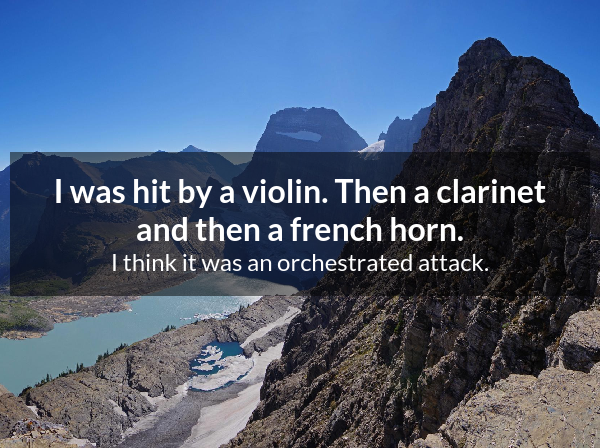 I was hit by a violin. Then a clarinet
and then a french horn.
I think it was an orchestrated attack.